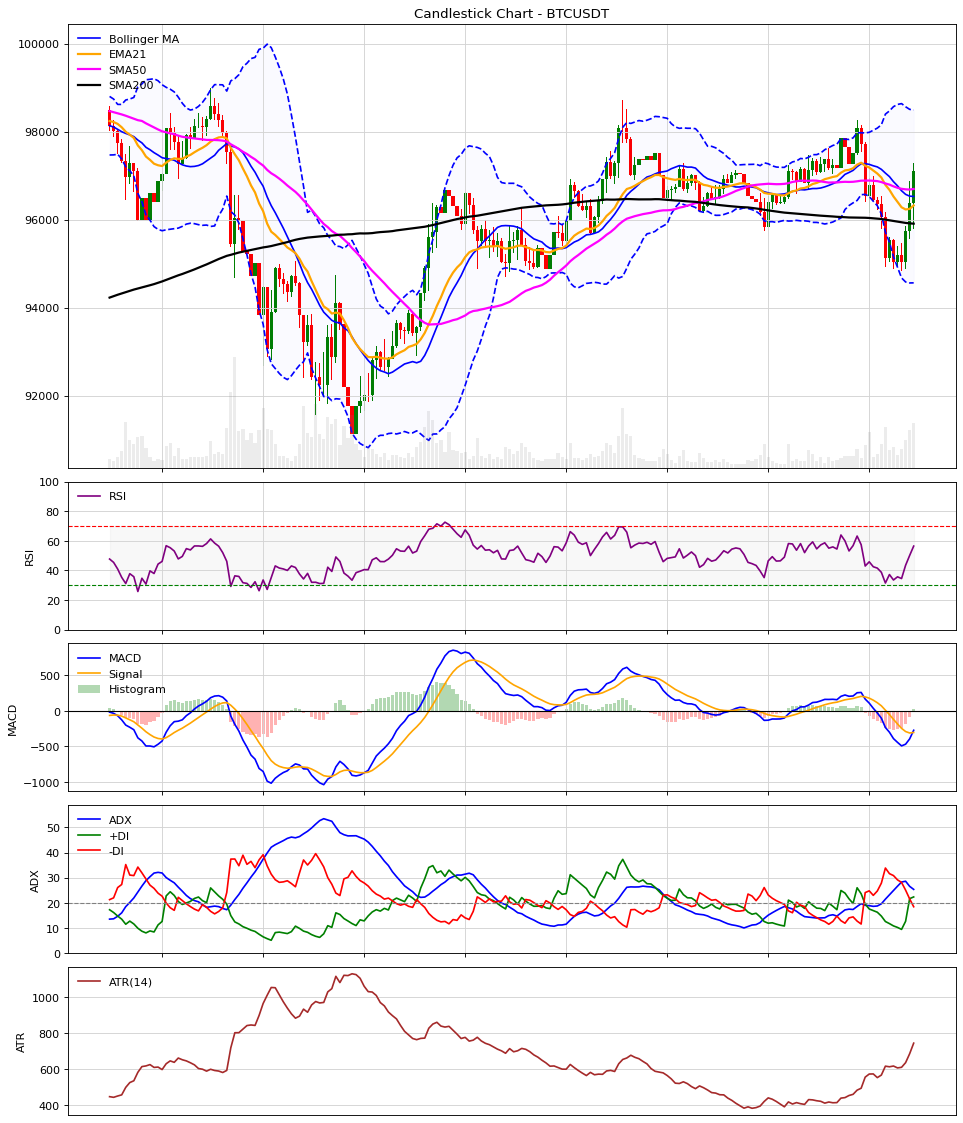 Candlestick Chart - BTCUSDT
Bollinger MA
EMA21
SMA50
SMA200
100000
98000
96000
94000
92000
RSI
RSI
100
80
60
40
20
0
MACD
Signal
Histogram
MACD
500
0
−500
−1000
ADX
+DI
-DI
ADX
50
40
30
20
10
0
ATR(14)
ATR
1000
800
600
400